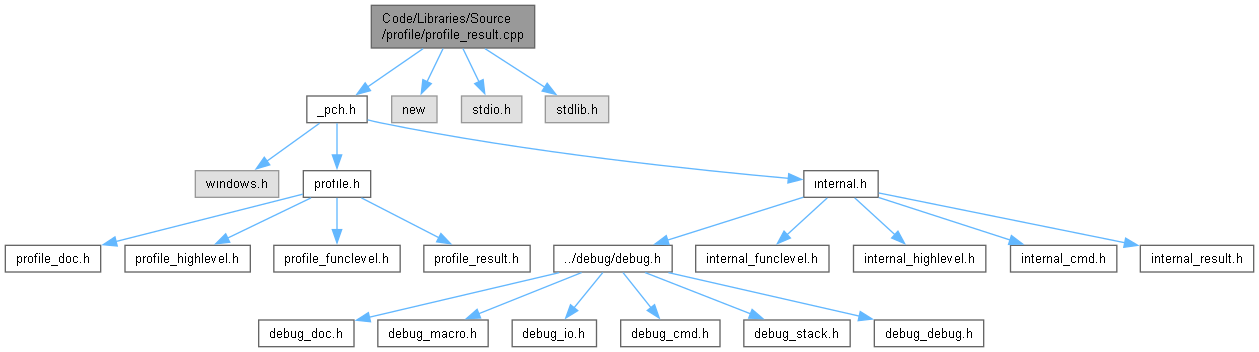 Code/Libraries/Source
/profile/profile_result.cpp
_pch.h
new
stdio.h
stdlib.h
windows.h
profile.h
internal.h
profile_doc.h
profile_highlevel.h
profile_funclevel.h
profile_result.h
../debug/debug.h
internal_funclevel.h
internal_highlevel.h
internal_cmd.h
internal_result.h
debug_doc.h
debug_macro.h
debug_io.h
debug_cmd.h
debug_stack.h
debug_debug.h